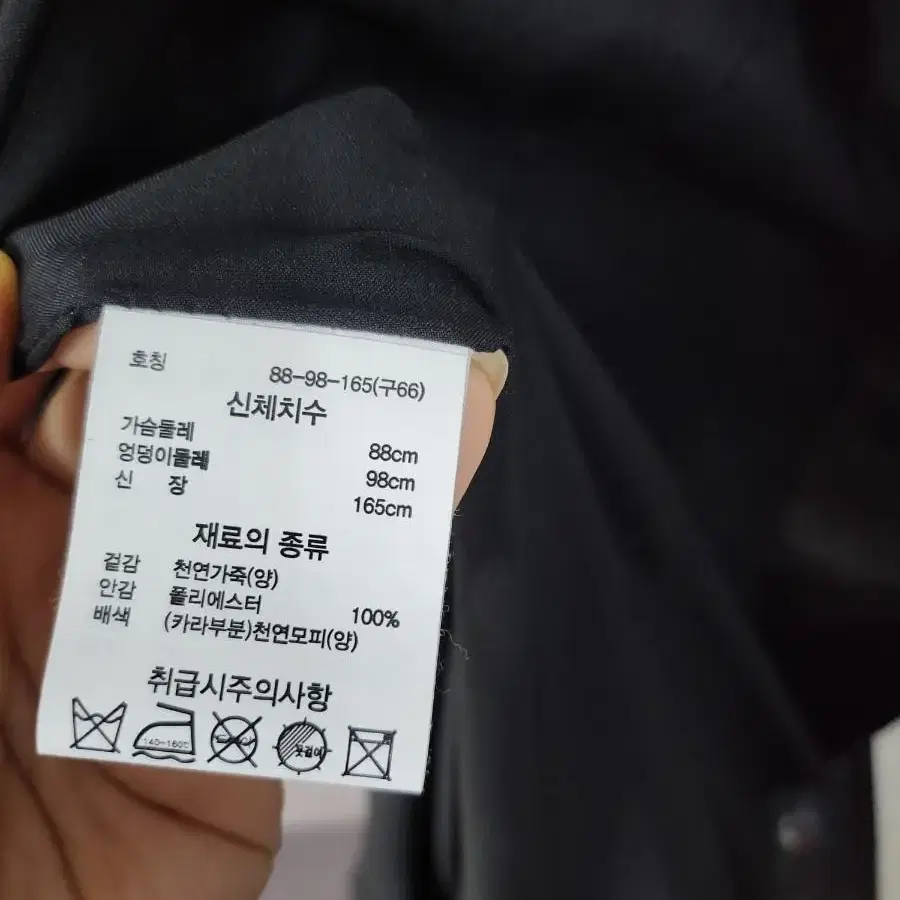 호칭 88-98-165(구66)
신체치수
가슴둘레 88cm
엉덩이둘레 98cm
신 장 165cm
재료의 종류
겉감 천연가죽(양)
안감 폴리에스터 100%
배색 (카라부분)천연모피(양)
취급시주의사항
140-160℃
옷걸이